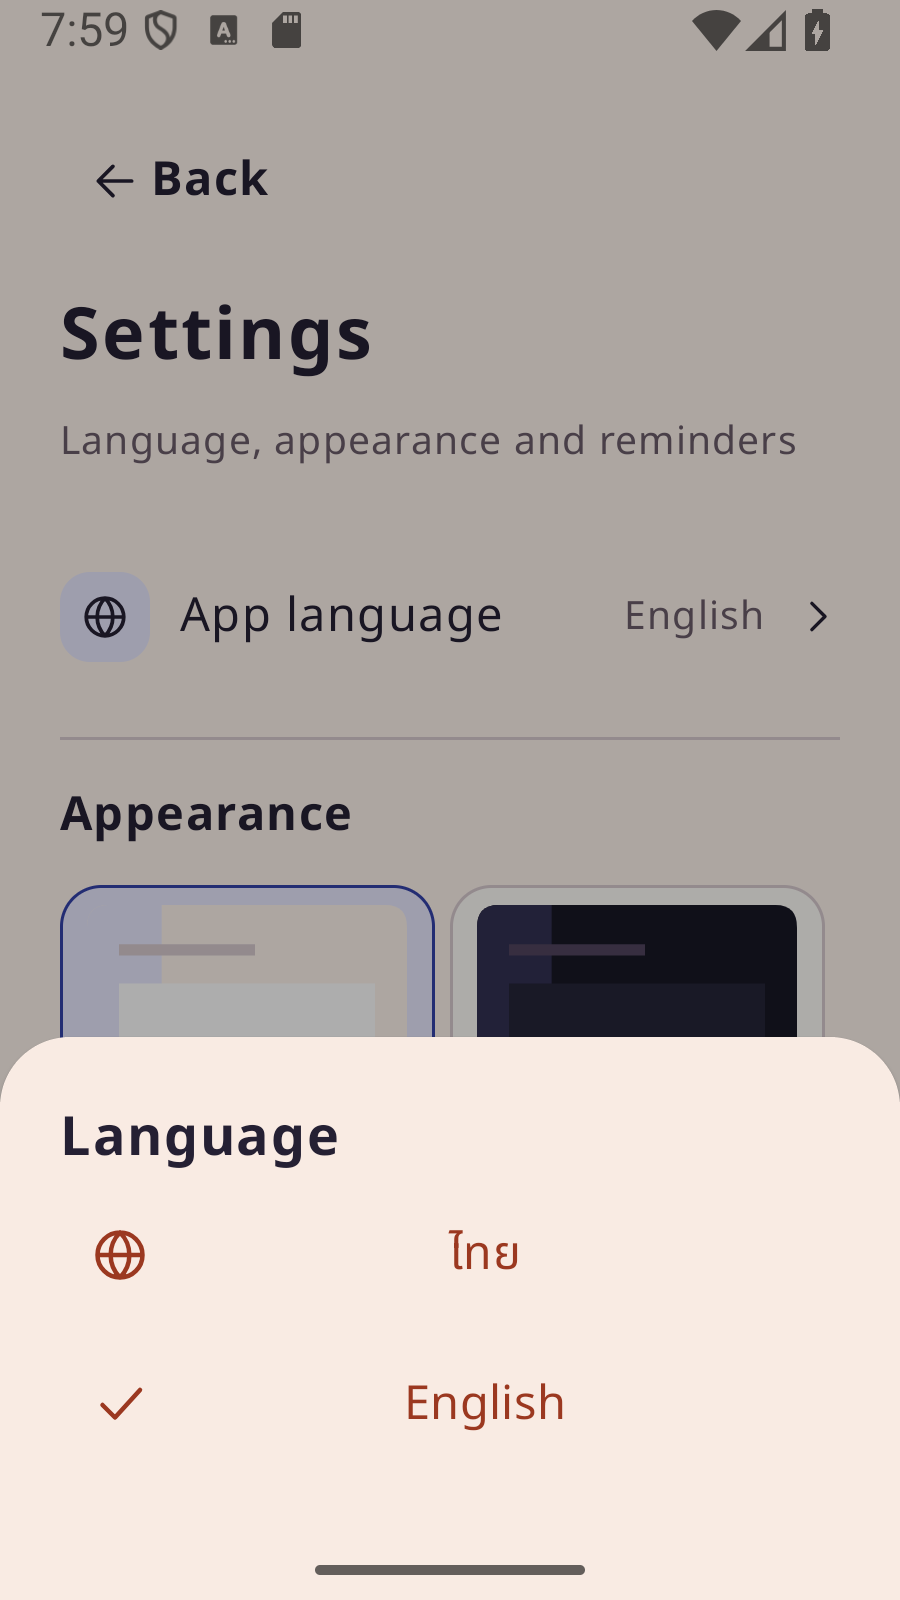 7:59
Back
Settings
Language, appearance and reminders
App language
English
Appearance
Language
ไทย
English